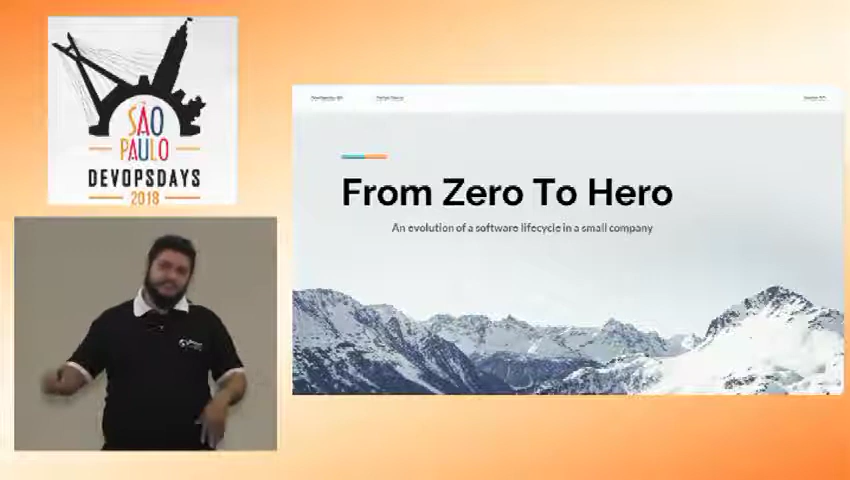 SÃO
PAULO
DEVOPSDAYS
2018
From Zero To Hero
An evolution of a software lifecycle in a small company